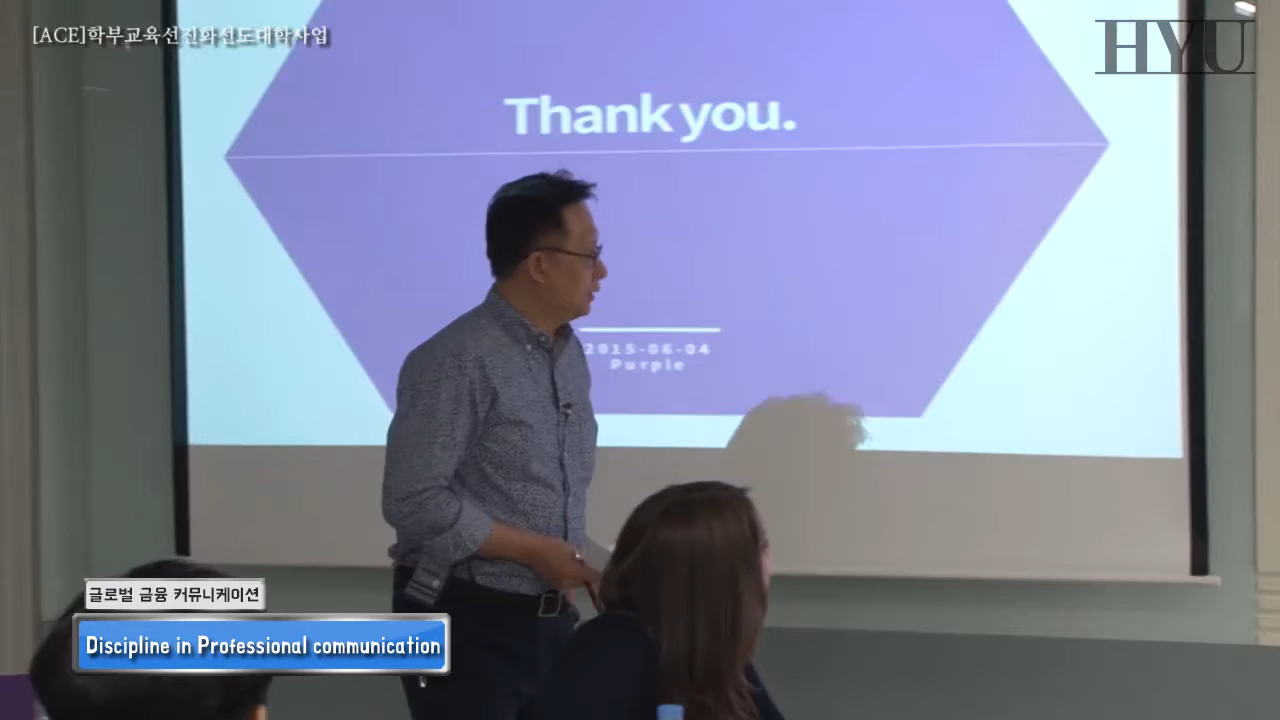 [ACE]학부교육선진화선도대학사업
HYU
Thank you.
2015-06-04
Purple
글로벌 금융 커뮤니케이션
Discipline in Professional communication